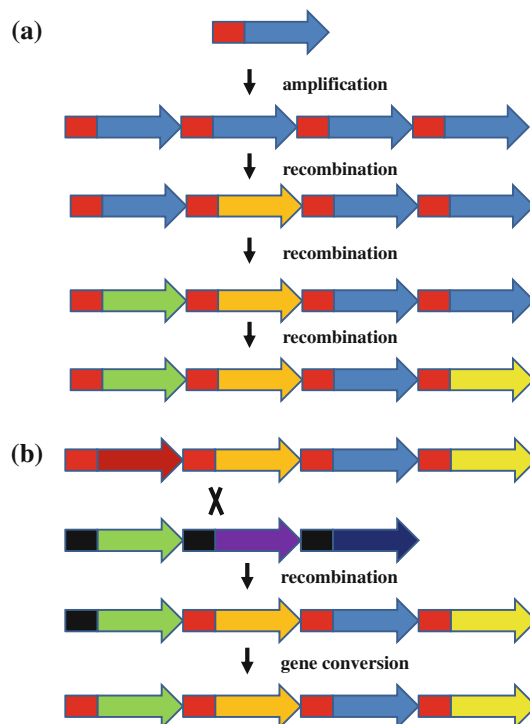 (a)
amplification
recombination
recombination
recombination
(b)
recombination
gene conversion